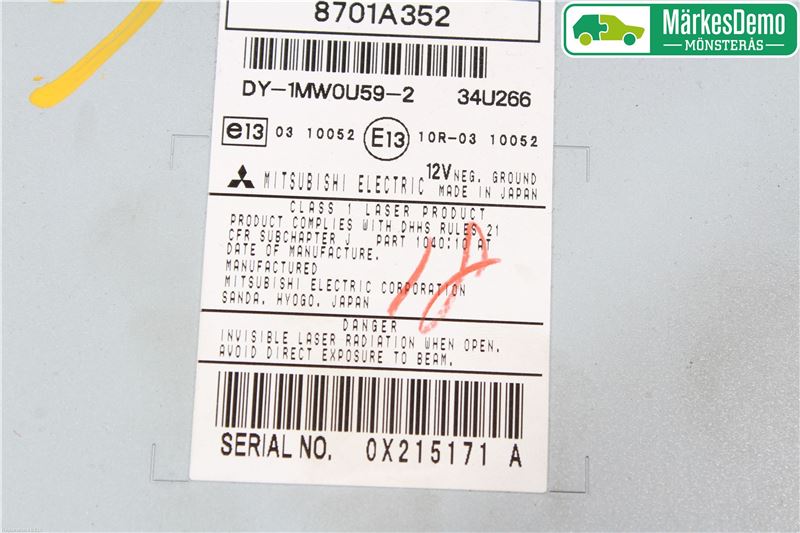 8701A352
MärkesDemo
MÖNSTERÅS
DY-1MW0U59-2 34U266
e13 03 10052 E13 10R-03 10052
MITSUBISHI ELECTRIC 12V NEG. GROUND
MADE IN JAPAN
CLASS 1 LASER PRODUCT
PRODUCT COMPLIES WITH DHHS RULES 21
CFR SUBCHAPTER J PART 1040:10 AT
DATE OF MANUFACTURE.
MANUFACTURED
MITSUBISHI ELECTRIC CORPORATION
SANDA, HYOGO, JAPAN
DANGER
INVISIBLE LASER RADIATION WHEN OPEN.
AVOID DIRECT EXPOSURE TO BEAM.
SERIAL NO. 0X215171 A